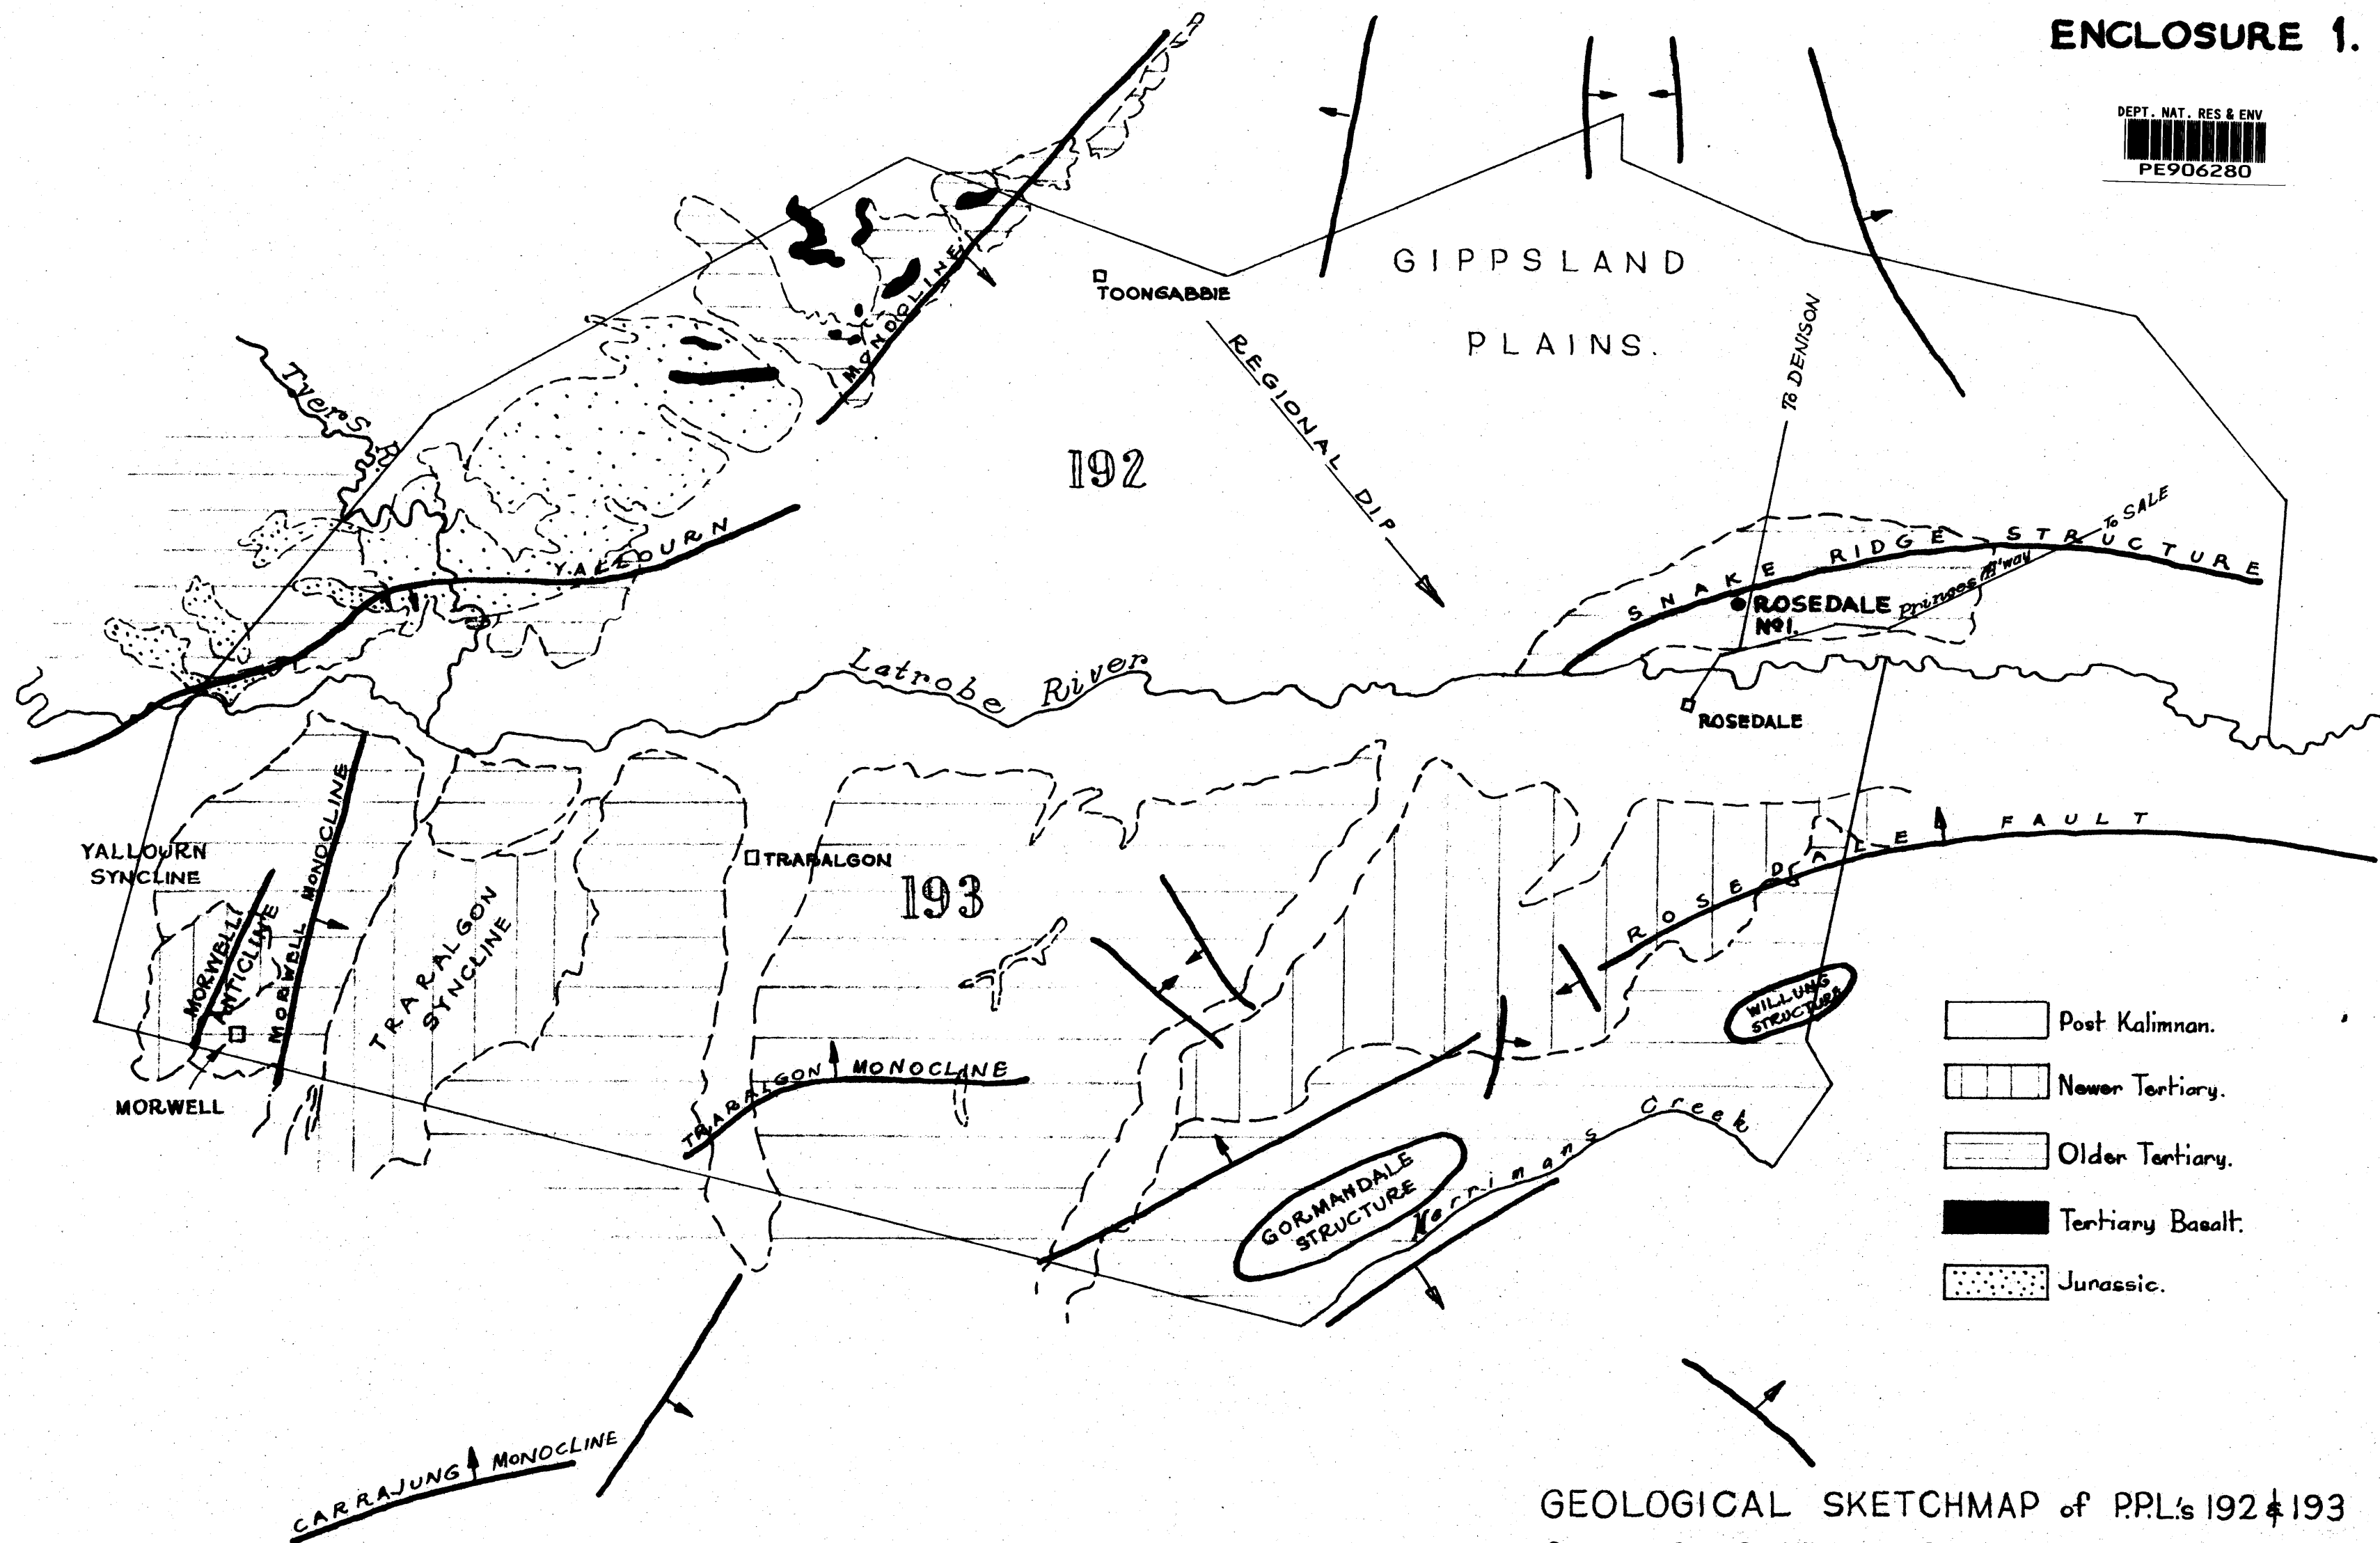 ENCLOSURE 1.
DEPT. NAT. RES & ENV
PE906280
GIPPSLAND
PLAINS.
TOONGABBIE
MONOCLINE
Tyers R.
REGIONAL DIP
To DENISON
192
YALLOURN
To SALE
SNAKE RIDGE STRUCTURE
Princes H'way
ROSEDALE
No 1.
Latrobe River
ROSEDALE
YALLOURN
SYNCLINE
MORWELL MONOCLINE
MORWELL
ANTICLINE
TRARALGON
SYNCLINE
TRARALGON
193
ROSEDALE FAULT
WILLUNG
STRUCTURE
MORWELL
TRARALGON MONOCLINE
GORMANDALE
STRUCTURE
Merrimans Creek
CARRAJUNG MONOCLINE
Post Kalimnan.
Newer Tertiary.
Older Tertiary.
Tertiary Basalt.
Jurassic.
GEOLOGICAL SKETCHMAP of P.P.L.'s 192 & 193